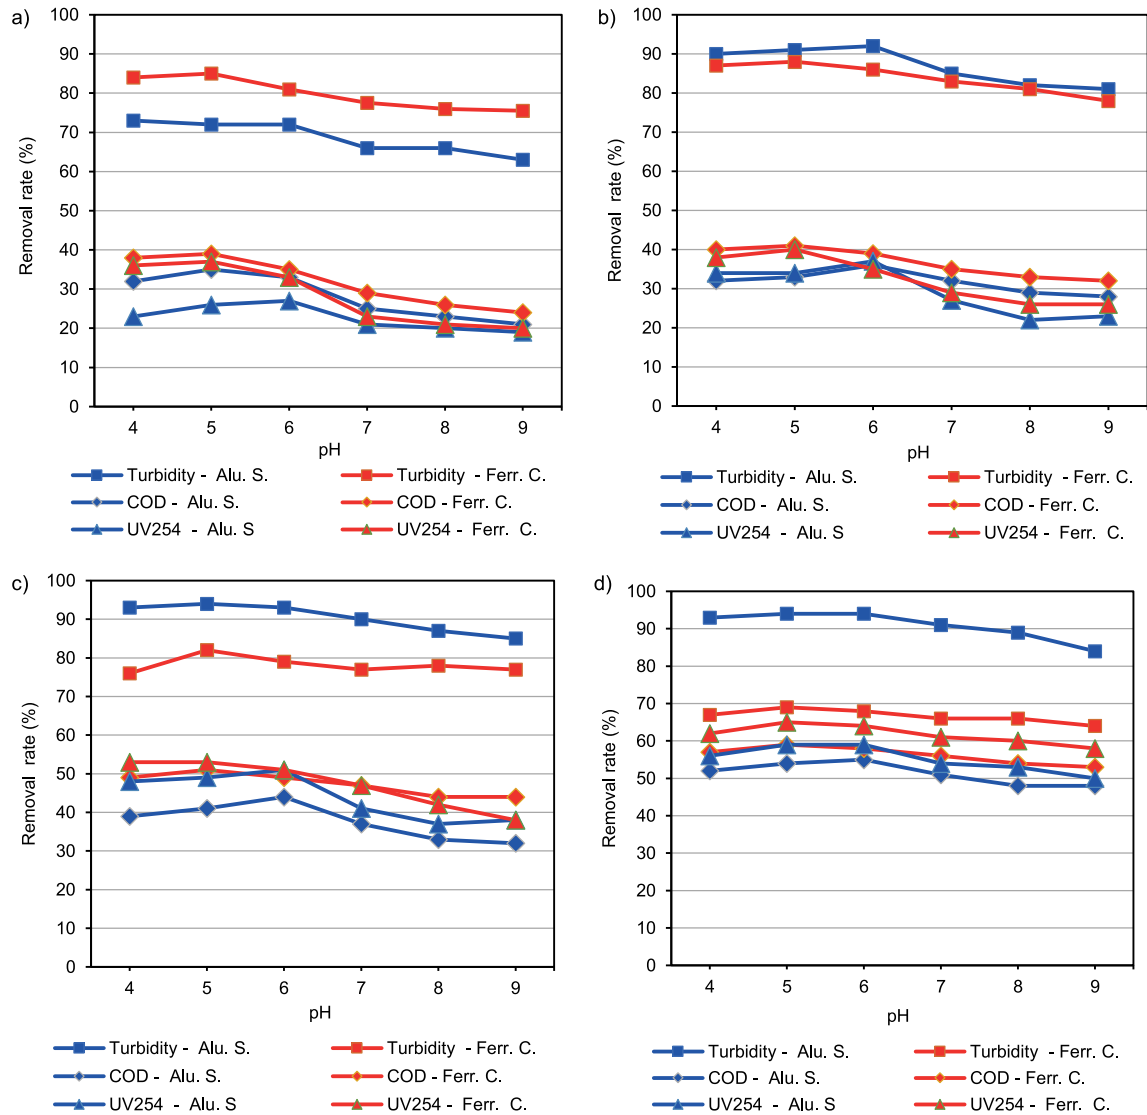 a)
100
90
80
70
60
50
40
30
20
10
0
Removal rate (%)
4 5 6 7 8 9
pH
Turbidity - Alu. S. Turbidity - Ferr. C.
COD - Alu. S. COD - Ferr. C.
UV254 - Alu. S UV254 - Ferr. C.
b)
100
90
80
70
60
50
40
30
20
10
0
Removal rate (%)
4 5 6 7 8 9
pH
Turbidity - Alu. S. Turbidity - Ferr. C.
COD - Alu. S. COD - Ferr. C.
UV254 - Alu. S UV254 - Ferr. C.
c)
100
90
80
70
60
50
40
30
20
10
0
Removal rate (%)
4 5 6 7 8 9
pH
Turbidity - Alu. S. Turbidity - Ferr. C.
COD - Alu. S. COD - Ferr. C.
UV254 - Alu. S UV254 - Ferr. C.
d)
100
90
80
70
60
50
40
30
20
10
0
Removal rate (%)
4 5 6 7 8 9
pH
Turbidity - Alu. S. Turbidity - Ferr. C.
COD - Alu. S. COD - Ferr. C.
UV254 - Alu. S UV254 - Ferr. C.